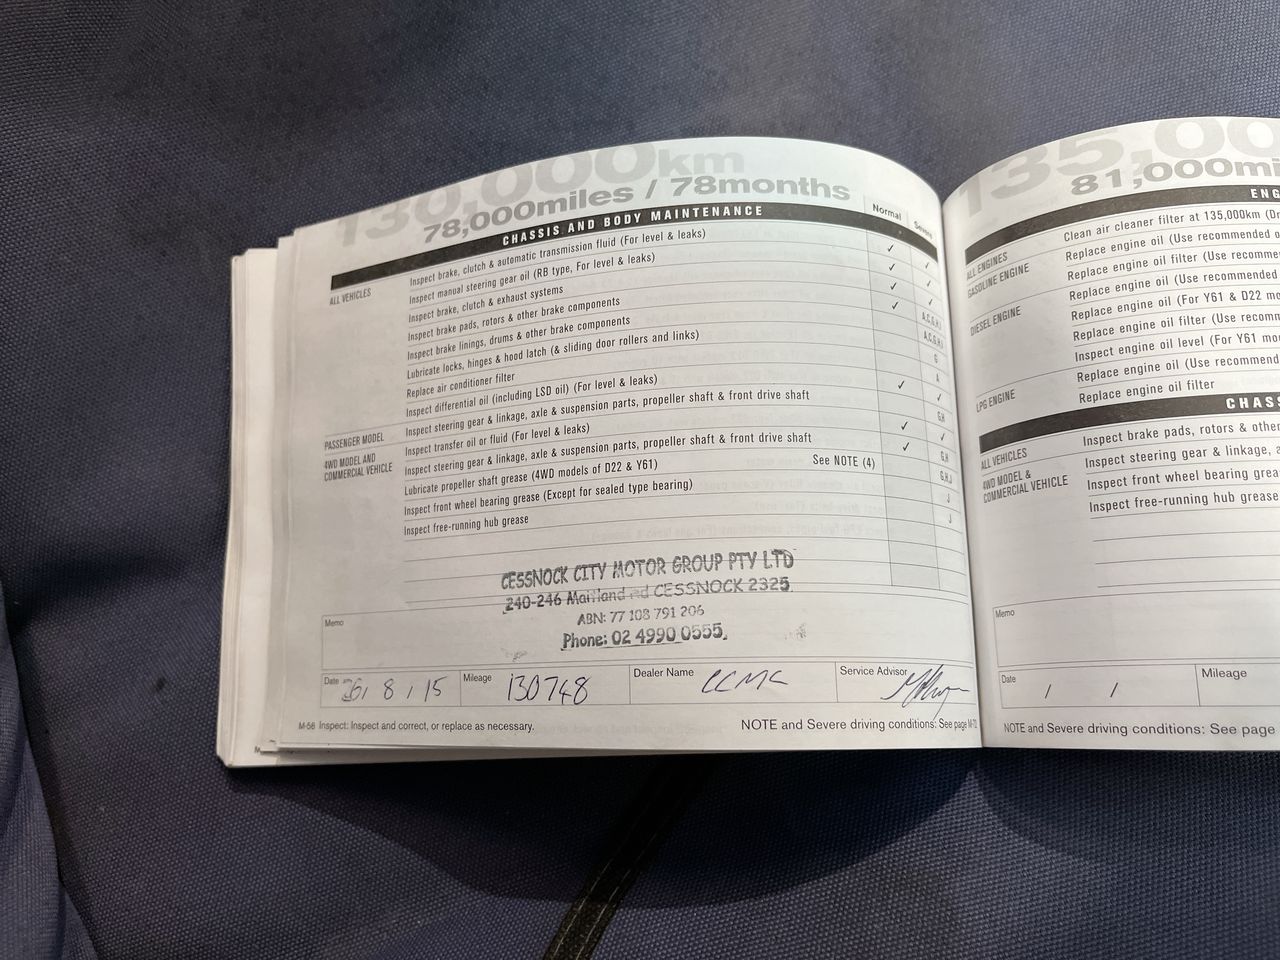 130,000km
78,000miles / 78months
CHASSIS AND BODY MAINTENANCE Normal Severe
ALL VEHICLES Inspect brake, clutch & automatic transmission fluid (For level & leaks) ✓ ✓
Inspect manual steering gear oil (RB type, For level & leaks) ✓ ✓
Inspect brake, clutch & exhaust systems ✓ ✓
Inspect brake pads, rotors & other brake components ✓ A,C,G,H,I
Inspect brake linings, drums & other brake components A,C,G,H,I
Lubricate locks, hinges & hood latch (& sliding door rollers and links) G
Replace air conditioner filter
Inspect differential oil (including LSD oil) (For level & leaks) ✓ ✓
PASSENGER MODEL Inspect steering gear & linkage, axle & suspension parts, propeller shaft & front drive shaft G,H
4WD MODEL AND COMMERCIAL VEHICLE Inspect transfer oil or fluid (For level & leaks) ✓ ✓
Inspect steering gear & linkage, axle & suspension parts, propeller shaft & front drive shaft ✓ G,H
Lubricate propeller shaft grease (4WD models of D22 & Y61) See NOTE (4) G,H,J
Inspect front wheel bearing grease (Except for sealed type bearing) J
Inspect free-running hub grease J
CESSNOCK CITY MOTOR GROUP PTY LTD
240-246 Maitland rd CESSNOCK 2325
ABN: 77 108 791 206
Phone: 02 4990 0555
Memo
Date 26/ 8 / 15 Mileage 130748 Dealer Name CCMG Service Advisor
M-56 Inspect: Inspect and correct, or replace as necessary. NOTE and Severe driving conditions: See page M-72
135,00
81,000mi
ENG
ALL ENGINES Clean air cleaner filter at 135,000km (Dr
GASOLINE ENGINE Replace engine oil (Use recommended o
Replace engine oil filter (Use recomme
DIESEL ENGINE Replace engine oil (Use recommended
Replace engine oil (For Y61 & D22 mo
Replace engine oil filter (Use recomm
Inspect engine oil level (For Y61 mo
LPG ENGINE Replace engine oil (Use recommend
Replace engine oil filter
CHASS
ALL VEHICLES Inspect brake pads, rotors & other
4WD MODEL & COMMERCIAL VEHICLE Inspect steering gear & linkage, a
Inspect front wheel bearing grea
Inspect free-running hub grease
Memo
Date / / Mileage
NOTE and Severe driving conditions: See page